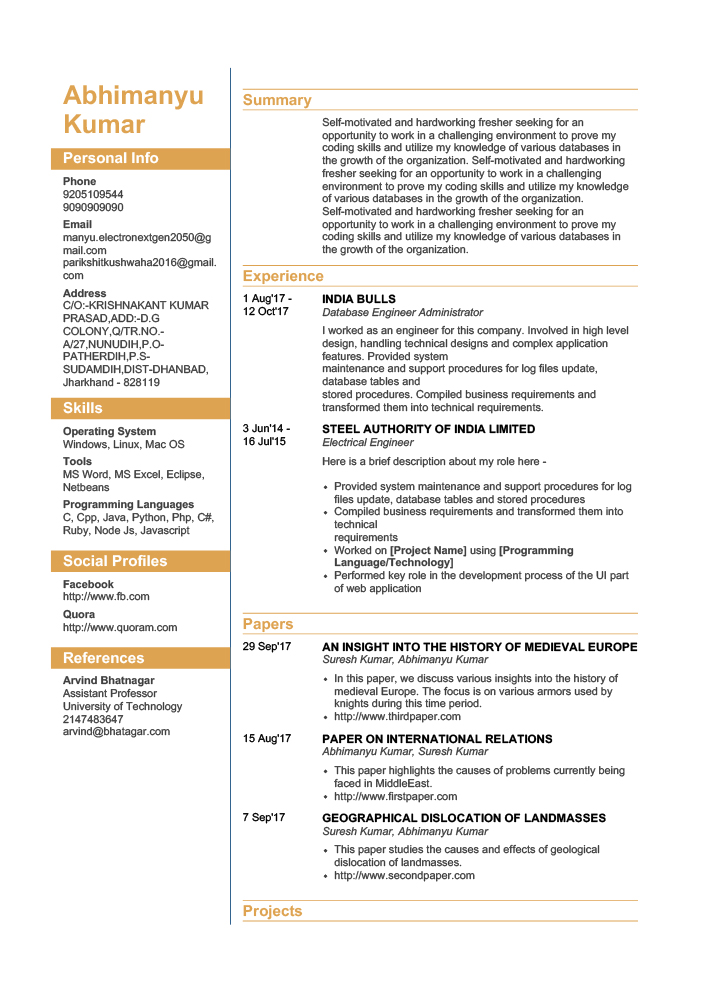 Abhimanyu
Kumar
Personal Info
Phone
9205109544
9090909090
Email
manyu.electronextgen2050@g
mail.com
parikshitkushwaha2016@gmail.
com
Address
C/O:-KRISHNAKANT KUMAR
PRASAD,ADD:-D.G
COLONY,Q/TR.NO.-
A/27,NUNUDIH,P.O-
PATHERDIH,P.S-
SUDAMDIH,DIST-DHANBAD,
Jharkhand - 828119
Skills
Operating System
Windows, Linux, Mac OS
Tools
MS Word, MS Excel, Eclipse,
Netbeans
Programming Languages
C, Cpp, Java, Python, Php, C#,
Ruby, Node Js, Javascript
Social Profiles
Facebook
http://www.fb.com
Quora
http://www.quoram.com
References
Arvind Bhatnagar
Assistant Professor
University of Technology
2147483647
arvind@bhatagar.com
Summary
Self-motivated and hardworking fresher seeking for an
opportunity to work in a challenging environment to prove my
coding skills and utilize my knowledge of various databases in
the growth of the organization. Self-motivated and hardworking
fresher seeking for an opportunity to work in a challenging
environment to prove my coding skills and utilize my knowledge
of various databases in the growth of the organization.
Self-motivated and hardworking fresher seeking for an
opportunity to work in a challenging environment to prove my
coding skills and utilize my knowledge of various databases in
the growth of the organization.
Experience
1 Aug'17 -
12 Oct'17
INDIA BULLS
Database Engineer Administrator
I worked as an engineer for this company. Involved in high level
design, handling technical designs and complex application
features. Provided system
maintenance and support procedures for log files update,
database tables and
stored procedures. Compiled business requirements and
transformed them into technical requirements.
3 Jun'14 -
16 Jul'15
STEEL AUTHORITY OF INDIA LIMITED
Electrical Engineer
Here is a brief description about my role here -
• Provided system maintenance and support procedures for log
files update, database tables and stored procedures
• Compiled business requirements and transformed them into
technical
requirements
• Worked on [Project Name] using [Programming
Language/Technology]
• Performed key role in the development process of the UI part
of web application
Papers
29 Sep'17
AN INSIGHT INTO THE HISTORY OF MEDIEVAL EUROPE
Suresh Kumar, Abhimanyu Kumar
• In this paper, we discuss various insights into the history of
medieval Europe. The focus is on various armors used by
knights during this time period.
• http://www.thirdpaper.com
15 Aug'17
PAPER ON INTERNATIONAL RELATIONS
Abhimanyu Kumar, Suresh Kumar
• This paper highlights the causes of problems currently being
faced in MiddleEast.
• http://www.firstpaper.com
7 Sep'17
GEOGRAPHICAL DISLOCATION OF LANDMASSES
Suresh Kumar, Abhimanyu Kumar
• This paper studies the causes and effects of geological
dislocation of landmasses.
• http://www.secondpaper.com
Projects